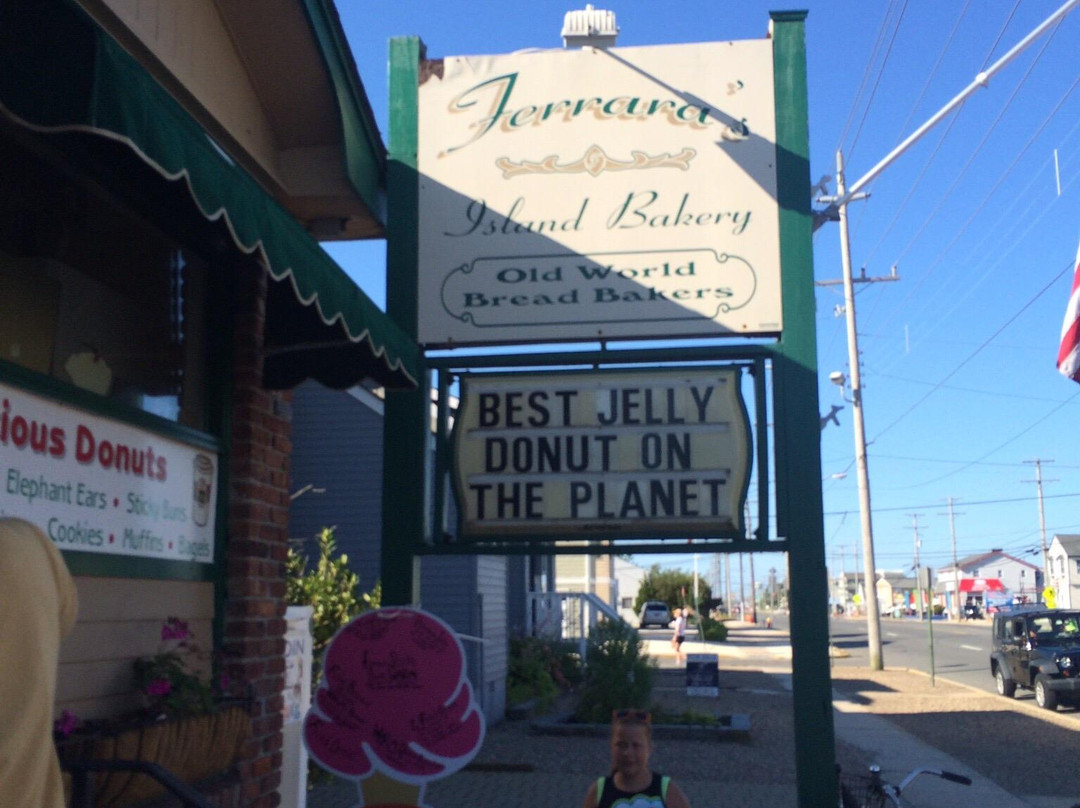 Ferrara's
Island Bakery
Old World
Bread Bakers
BEST JELLY
DONUT ON
THE PLANET
ious Donuts
Elephant Ears • Sticky Buns
Cookies • Muffins • Bagels